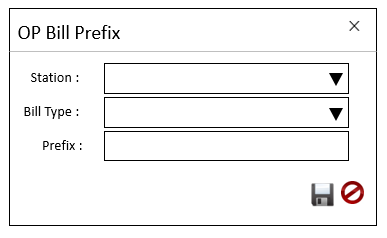 OP Bill Prefix
Station :
Bill Type :
Prefix :